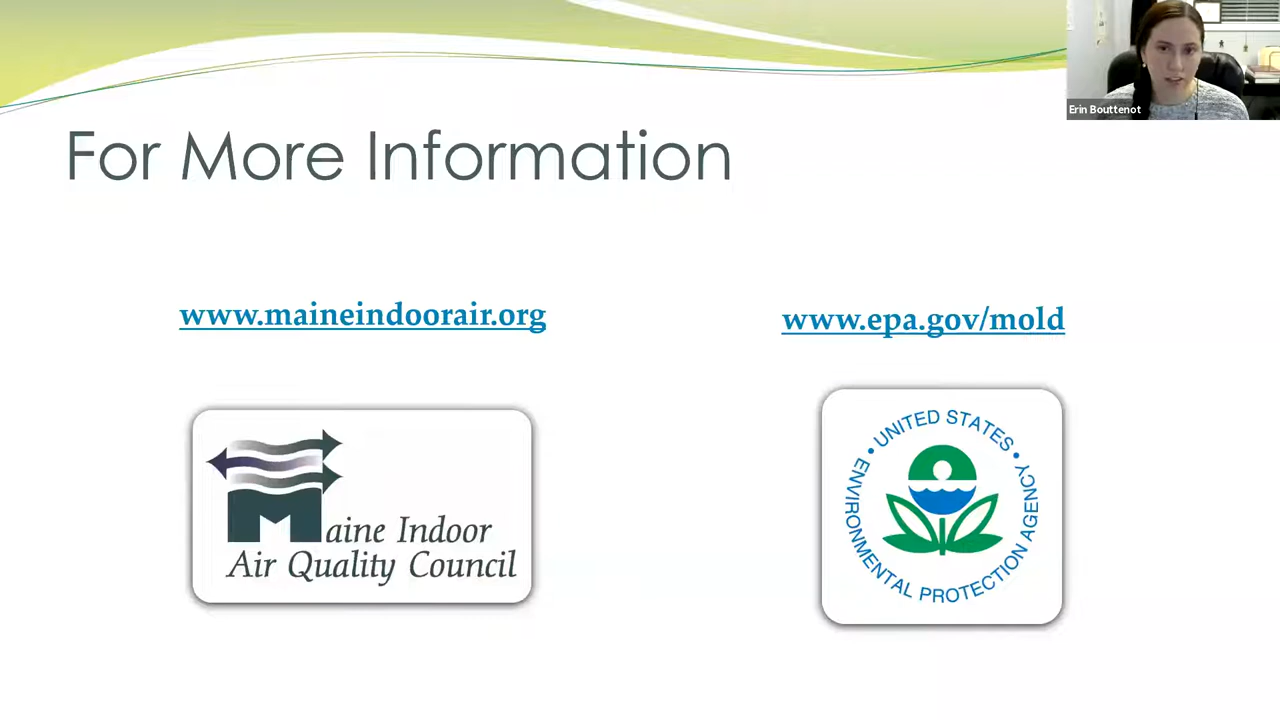 Erin Bouttenot
For More Information
www.maineindoorair.org
www.epa.gov/mold
Maine Indoor
Air Quality Council
• UNITED STATES •
ENVIRONMENTAL PROTECTION AGENCY